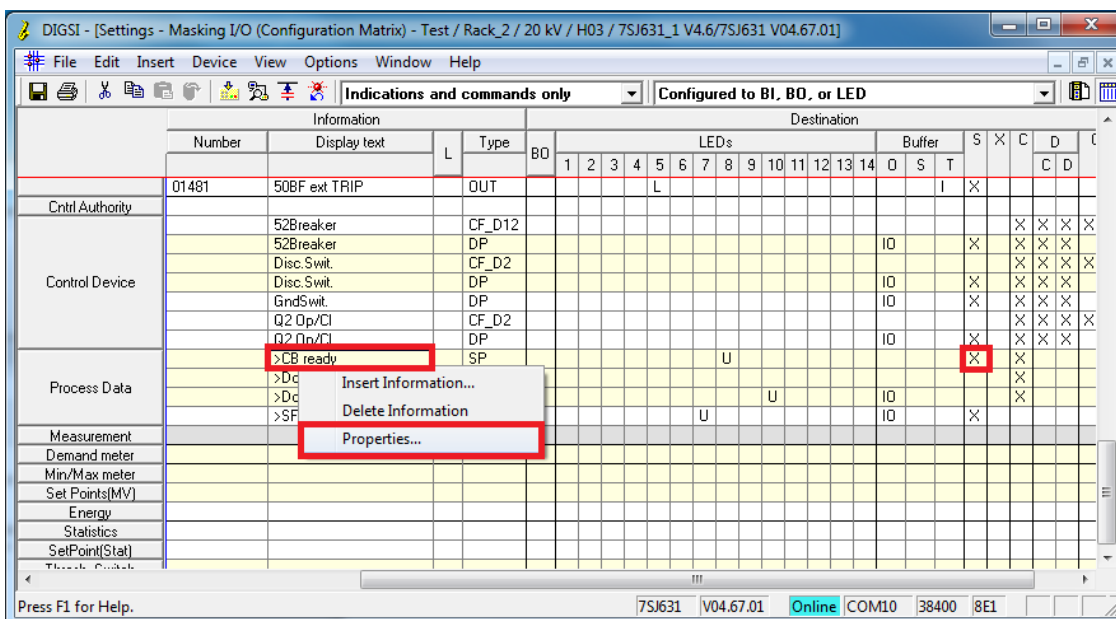 DIGSI - [Settings - Masking I/O (Configuration Matrix) - Test / Rack_2 / 20 kV / H03 / 7SJ631_1 V4.6/7SJ631 V04.67.01]
File Edit Insert Device View Options Window Help
Indications and commands only Configured to BI, BO, or LED
Information Destination
Number Display text L Type BO LEDs Buffer S X C D
1 2 3 4 5 6 7 8 9 10 11 12 13 14 O S T C D
01481 50BF ext TRIP OUT L I X
Cntrl Authority
52Breaker CF_D12 X X X X
52Breaker DP IO X X X X
Disc.Swit. CF_D2 X X X X
Control Device Disc.Swit. DP IO X X X X
GndSwit. DP IO X X X X
Q2 Op/Cl CF_D2 X X X X
Q2 Op/Cl DP IO X X X X
>CB ready SP U X X
>Do X
Insert Information...
Process Data >Do U IO X
Delete Information
>SF U IO X
Properties...
Measurement
Demand meter
Min/Max meter
Set Points(MV)
Energy
Statistics
SetPoint(Stat)
Press F1 for Help. 7SJ631 V04.67.01 Online COM10 38400 8E1